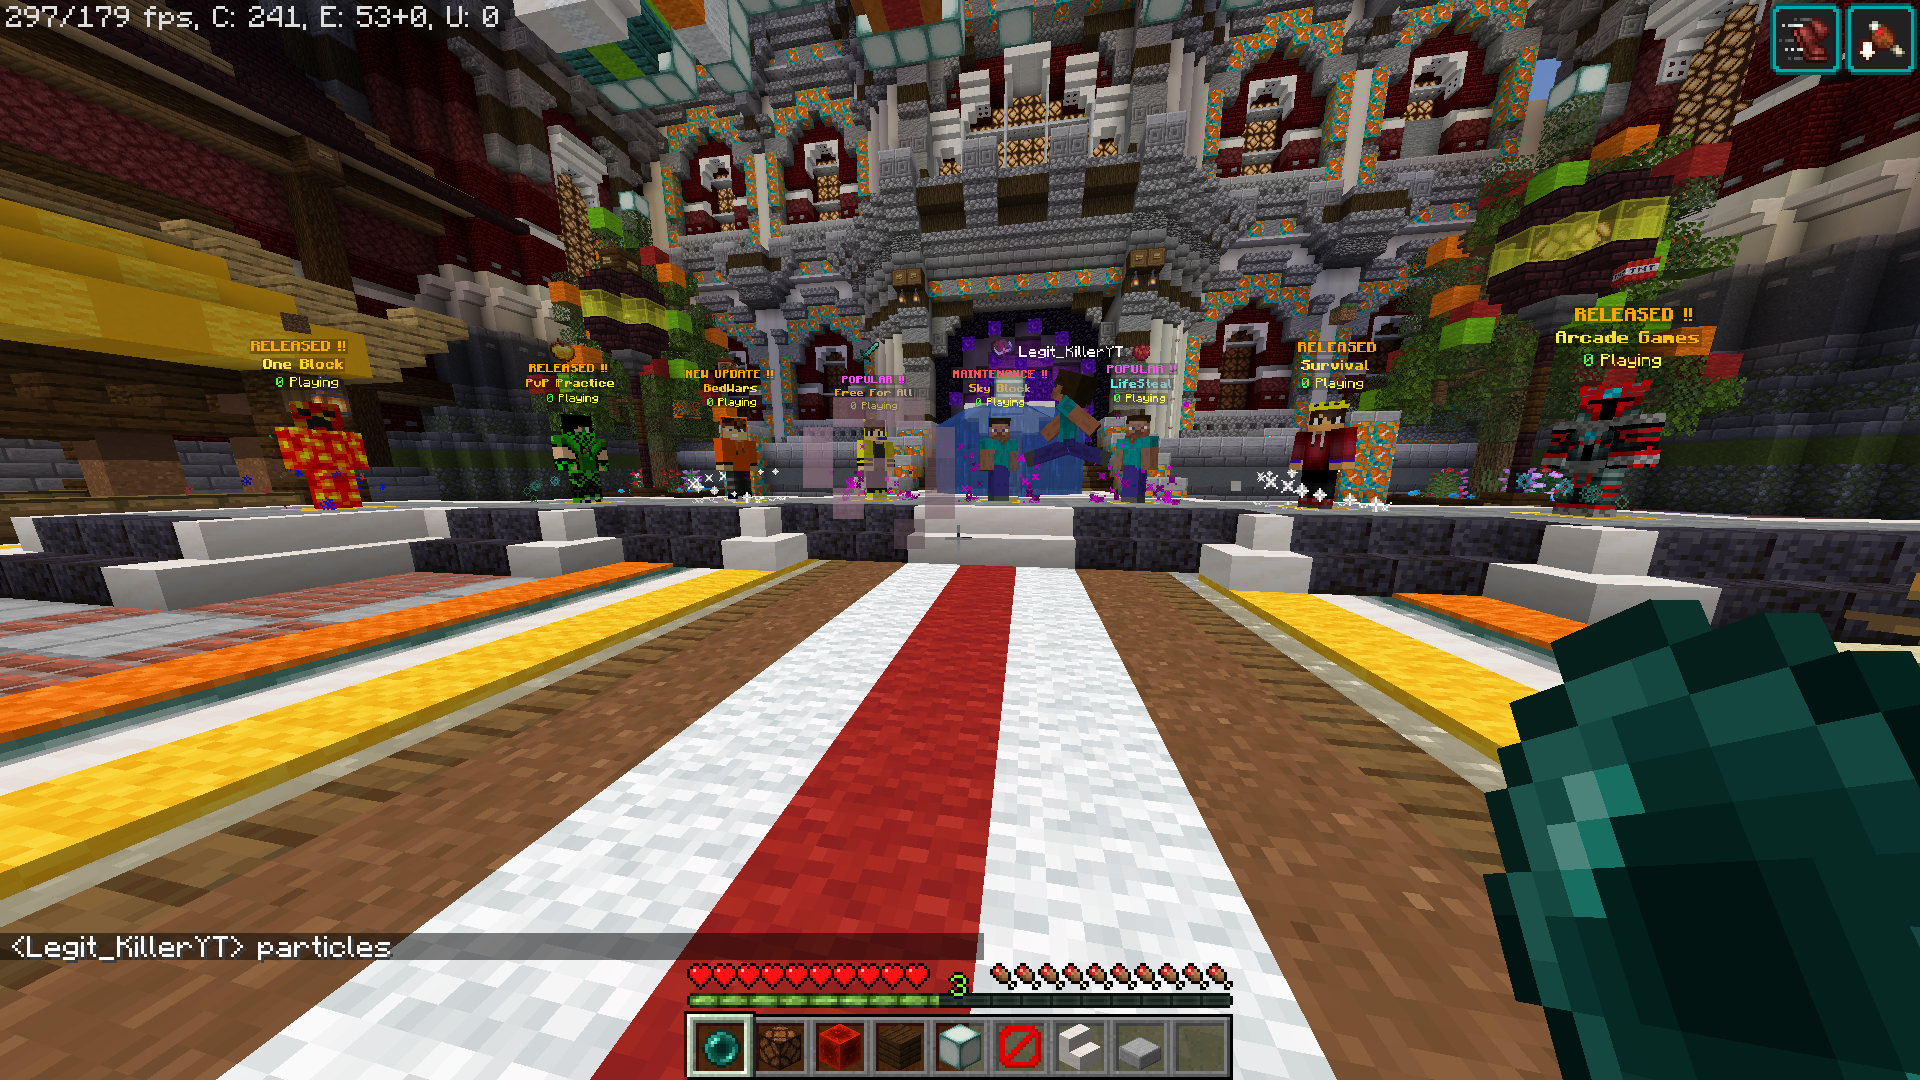 297/179 fps, C: 241, E: 53+0, U: 0
RELEASED !!
One Block
0 Playing
RELEASED !!
PvP Practice
0 Playing
NEW UPDATE !!
BedWars
0 Playing
POPULAR !!
Free For All
0 Playing
Legit_KillerYT
MAINTENANCE !!
Sky Block
0 Playing
POPULAR !!
LifeSteal
0 Playing
RELEASED
Survival
0 Playing
RELEASED !!
Arcade Games
0 Playing
TNT
<Legit_KillerYT> particles
3